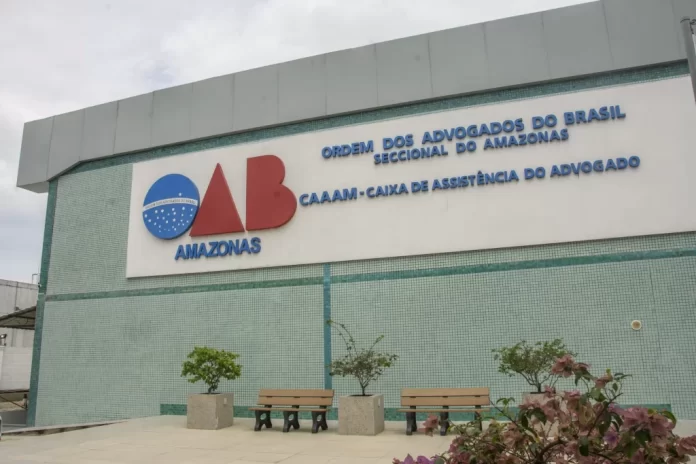 OAB
AMAZONAS
ORDEM DOS ADVOGADOS DO BRASIL
SECCIONAL DO AMAZONAS
CAAAM - CAIXA DE ASSISTÊNCIA DO ADVOGADO